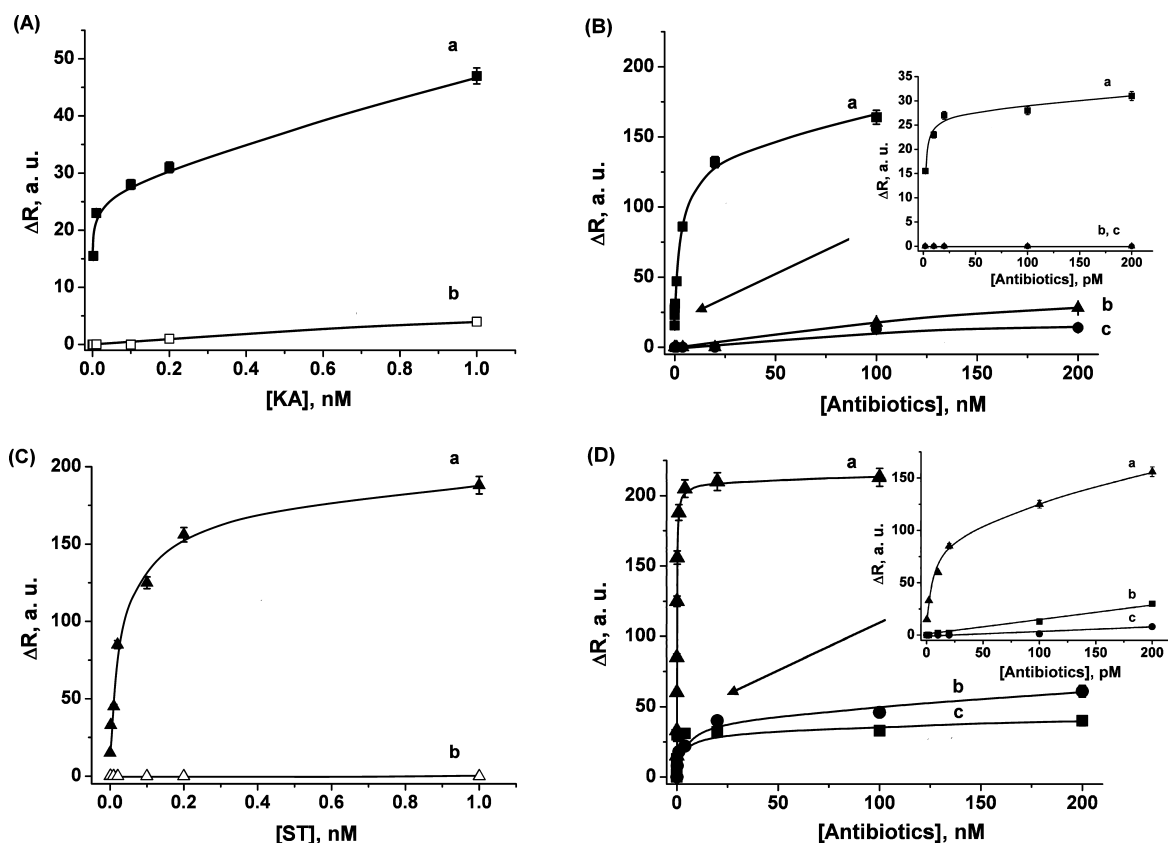 (A)
50
40
30
20
10
0
ΔR, a. u.
a
b
0.0 0.2 0.4 0.6 0.8 1.0
[KA], nM
(B)
200
150
100
50
0
ΔR, a. u.
a
b
c
0 50 100 150 200
[Antibiotics], nM
35
30
25
20
15
10
5
0
ΔR, a. u.
a
b, c
0 50 100 150 200
[Antibiotics], pM
(C)
200
150
100
50
0
ΔR, a. u.
a
b
0.0 0.2 0.4 0.6 0.8 1.0
[ST], nM
(D)
200
150
100
50
0
ΔR, a. u.
a
b
c
0 50 100 150 200
[Antibiotics], nM
150
100
50
0
ΔR, a. u.
a
b
c
0 50 100 150 200
[Antibiotics], pM